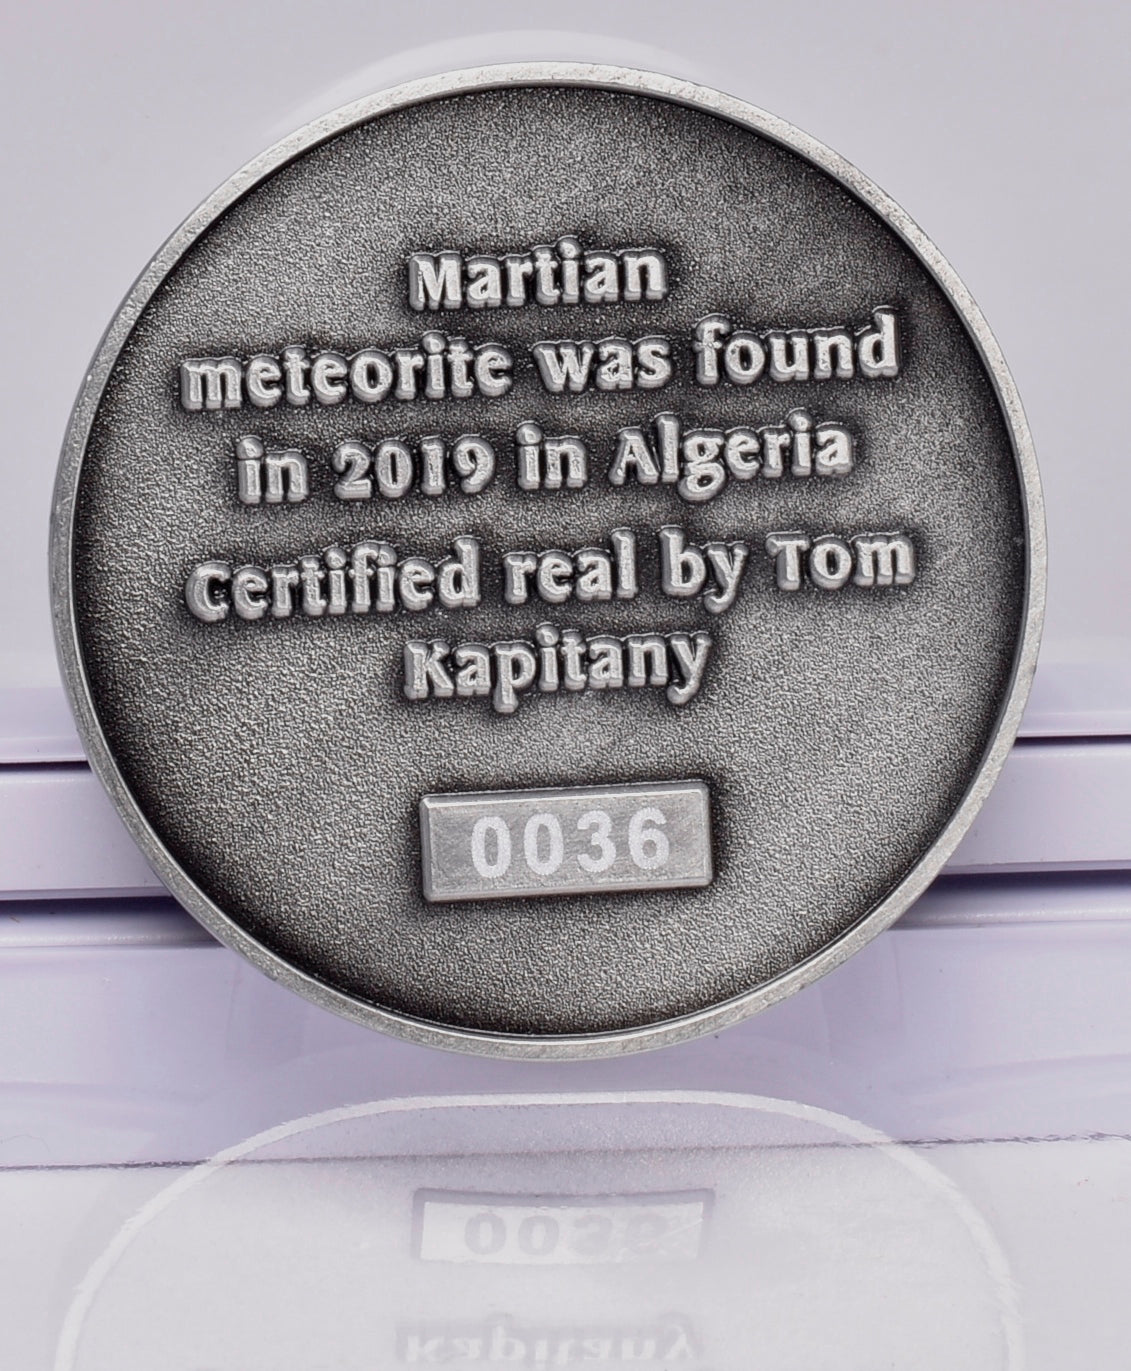 Martian
meteorite was found
in 2019 in Algeria
Certified real by Tom
Kapitany
0036